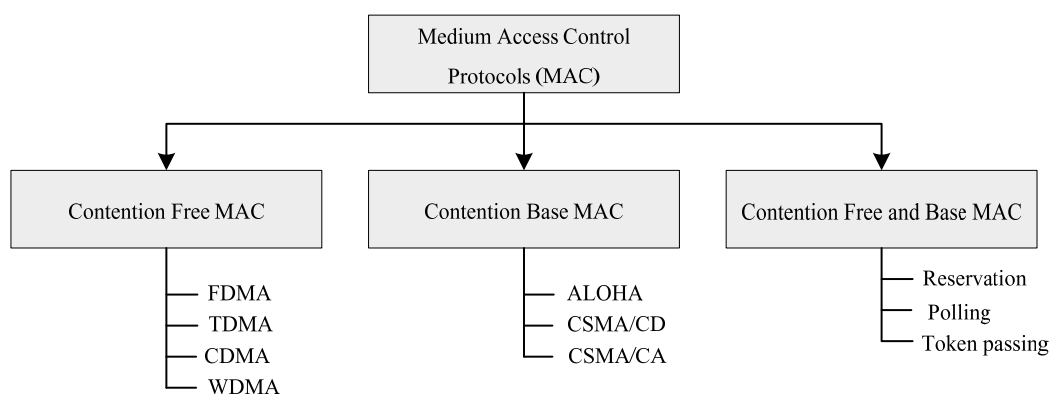 Medium Access Control
Protocols (MAC)
Contention Free MAC
Contention Base MAC
Contention Free and Base MAC
FDMA
TDMA
CDMA
WDMA
ALOHA
CSMA/CD
CSMA/CA
Reservation
Polling
Token passing